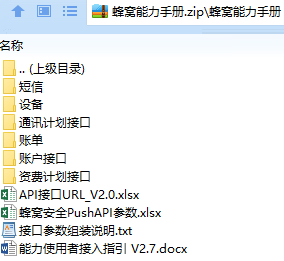 蜂窝能力手册.zip\蜂窝能力手册
名称
.. (上级目录)
短信
设备
通讯计划接口
账单
账户接口
资费计划接口
API接口URL_V2.0.xlsx
蜂窝安全PushAPI参数.xlsx
接口参数组装说明.txt
能力使用者接入指引 V2.7.docx